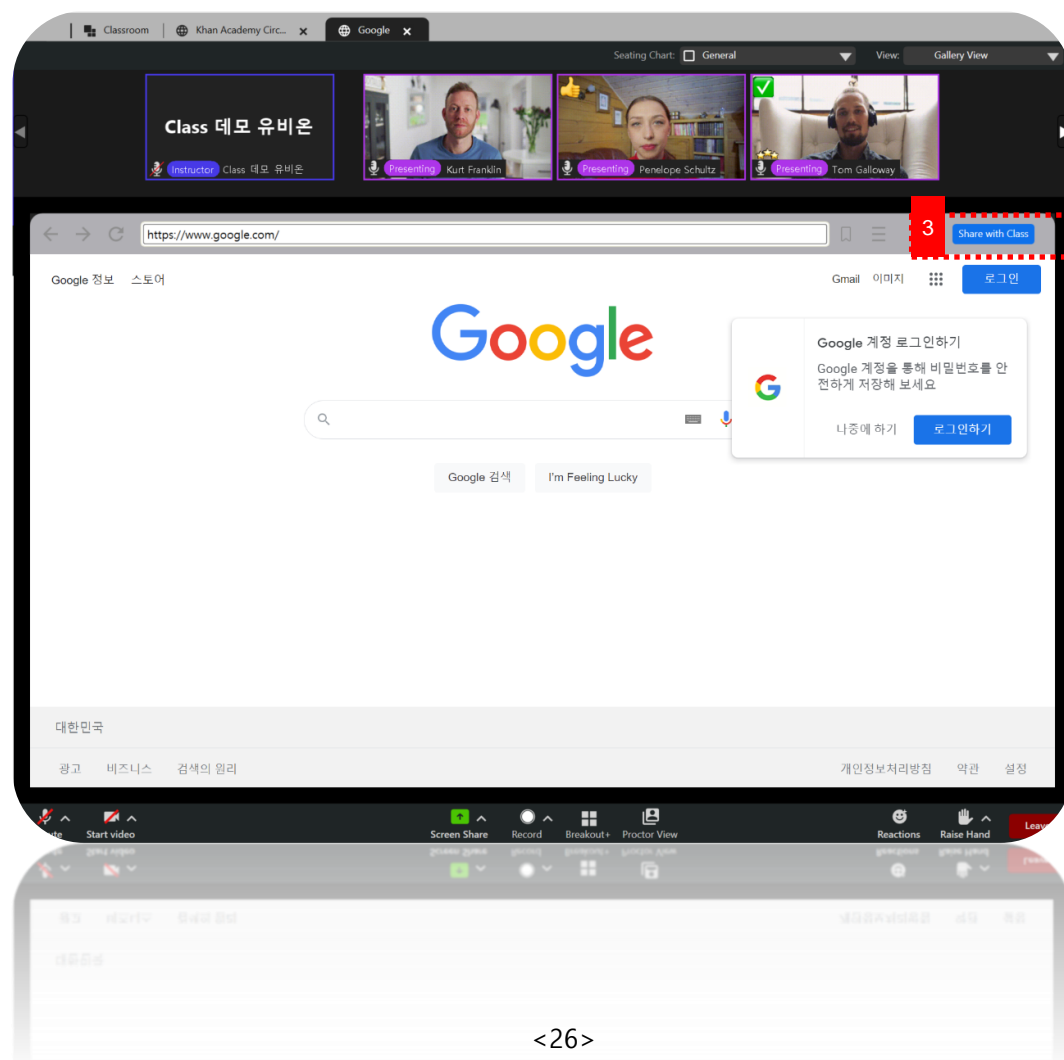 Classroom Khan Academy Circ... Google
Seating Chart: General View: Gallery View
Class 데모 유비온
Instructor Class 데모 유비온
Presenting Kurt Franklin
Presenting Penelope Schultz
Presenting Tom Galloway
https://www.google.com/
3
Share with Class
Google 정보 스토어
Gmail 이미지 로그인
Google
Google 계정 로그인하기
Google 계정을 통해 비밀번호를 안
전하게 저장해 보세요
나중에 하기 로그인하기
Google 검색 I'm Feeling Lucky
대한민국
광고 비즈니스 검색의 원리
개인정보처리방침 약관 설정
Start video Screen Share Record Breakout+ Proctor View Reactions Raise Hand
<26>